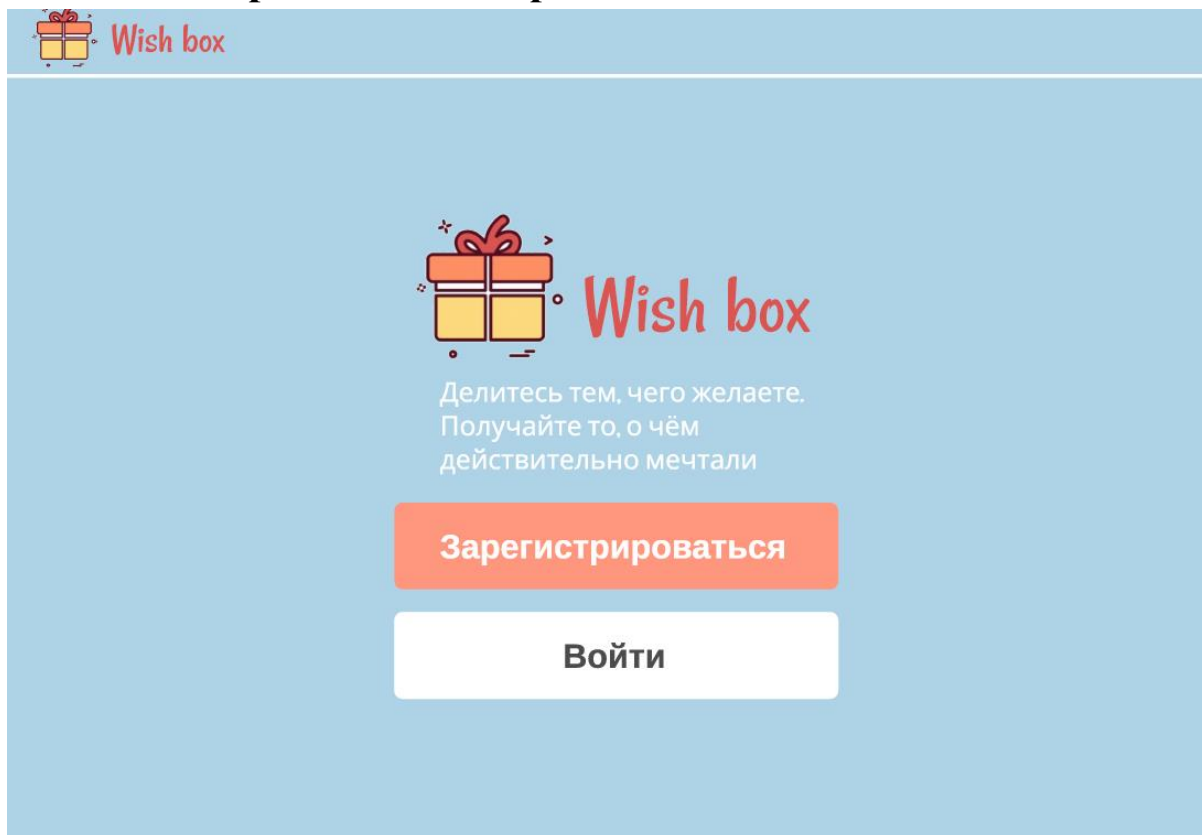 Wish box
Wish box
Делитесь тем, чего желаете.
Получайте то, о чём
действительно мечтали
Зарегистрироваться
Войти